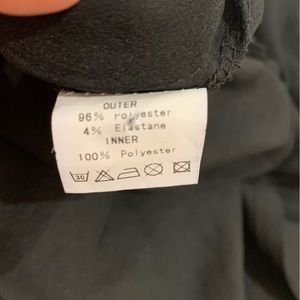 OUTER
96% Polyester
4% Elastane
INNER
100% Polyester
30